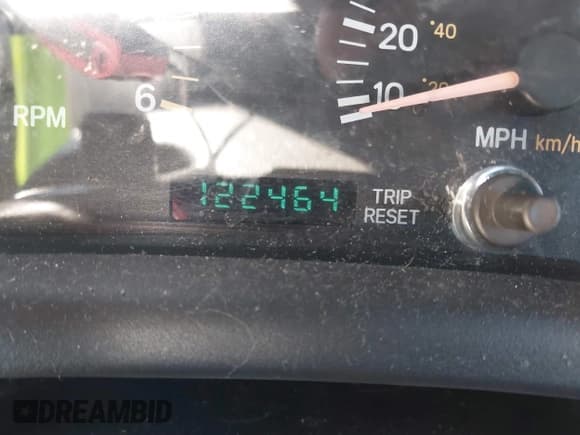 20 40
10 20
6
RPM
MPH km/h
122464
TRIP
RESET
DREAMBID